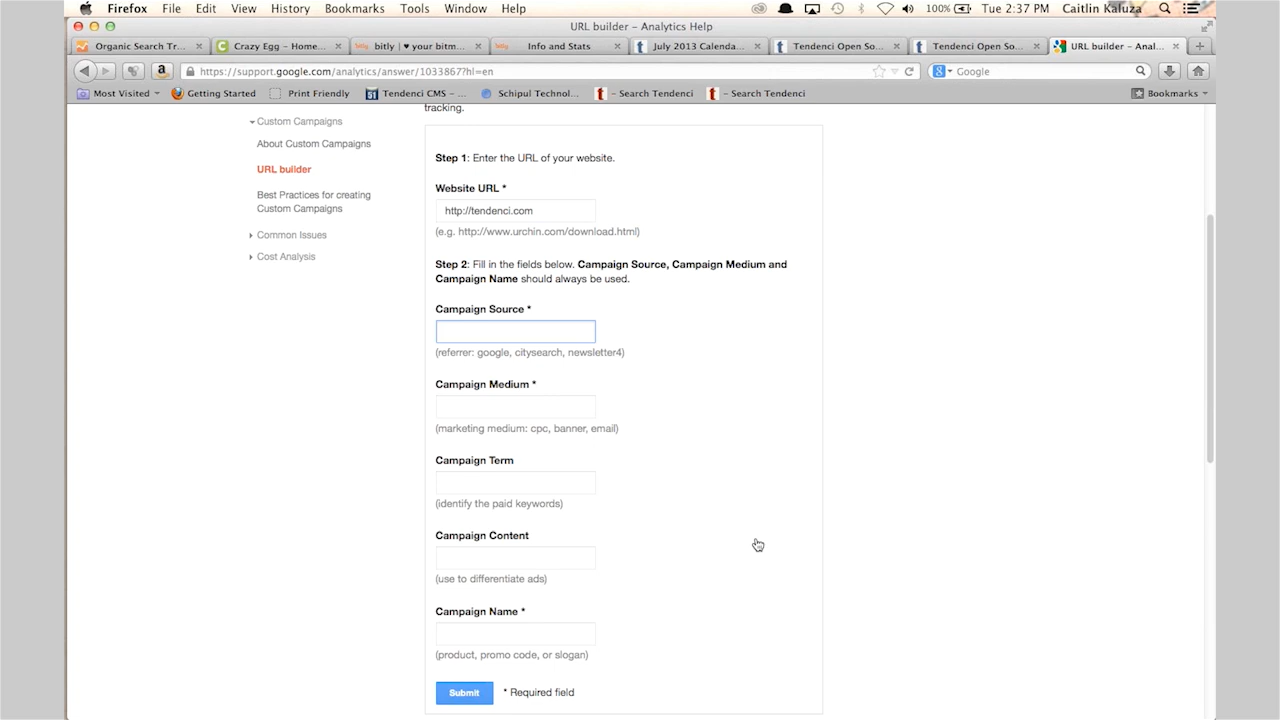 Firefox File Edit View History Bookmarks Tools Window Help 100% Tue 2:37 PM Caitlin Kaluza
URL builder – Analytics Help
Organic Search Tr... Crazy Egg – Home... bitly | ♥ your bitm... Info and Stats July 2013 Calenda... Tendenci Open So... Tendenci Open So... URL builder – Anal...
https://support.google.com/analytics/answer/1033867?hl=en Google
Most Visited Getting Started Print Friendly Tendenci CMS – ... Schipul Technol... - Search Tendenci - Search Tendenci Bookmarks
tracking.
Custom Campaigns
About Custom Campaigns
URL builder
Best Practices for creating
Custom Campaigns
Common Issues
Cost Analysis
Step 1: Enter the URL of your website.
Website URL *
http://tendenci.com
(e.g. http://www.urchin.com/download.html)
Step 2: Fill in the fields below. Campaign Source, Campaign Medium and
Campaign Name should always be used.
Campaign Source *
(referrer: google, citysearch, newsletter4)
Campaign Medium *
(marketing medium: cpc, banner, email)
Campaign Term
(identify the paid keywords)
Campaign Content
(use to differentiate ads)
Campaign Name *
(product, promo code, or slogan)
Submit * Required field